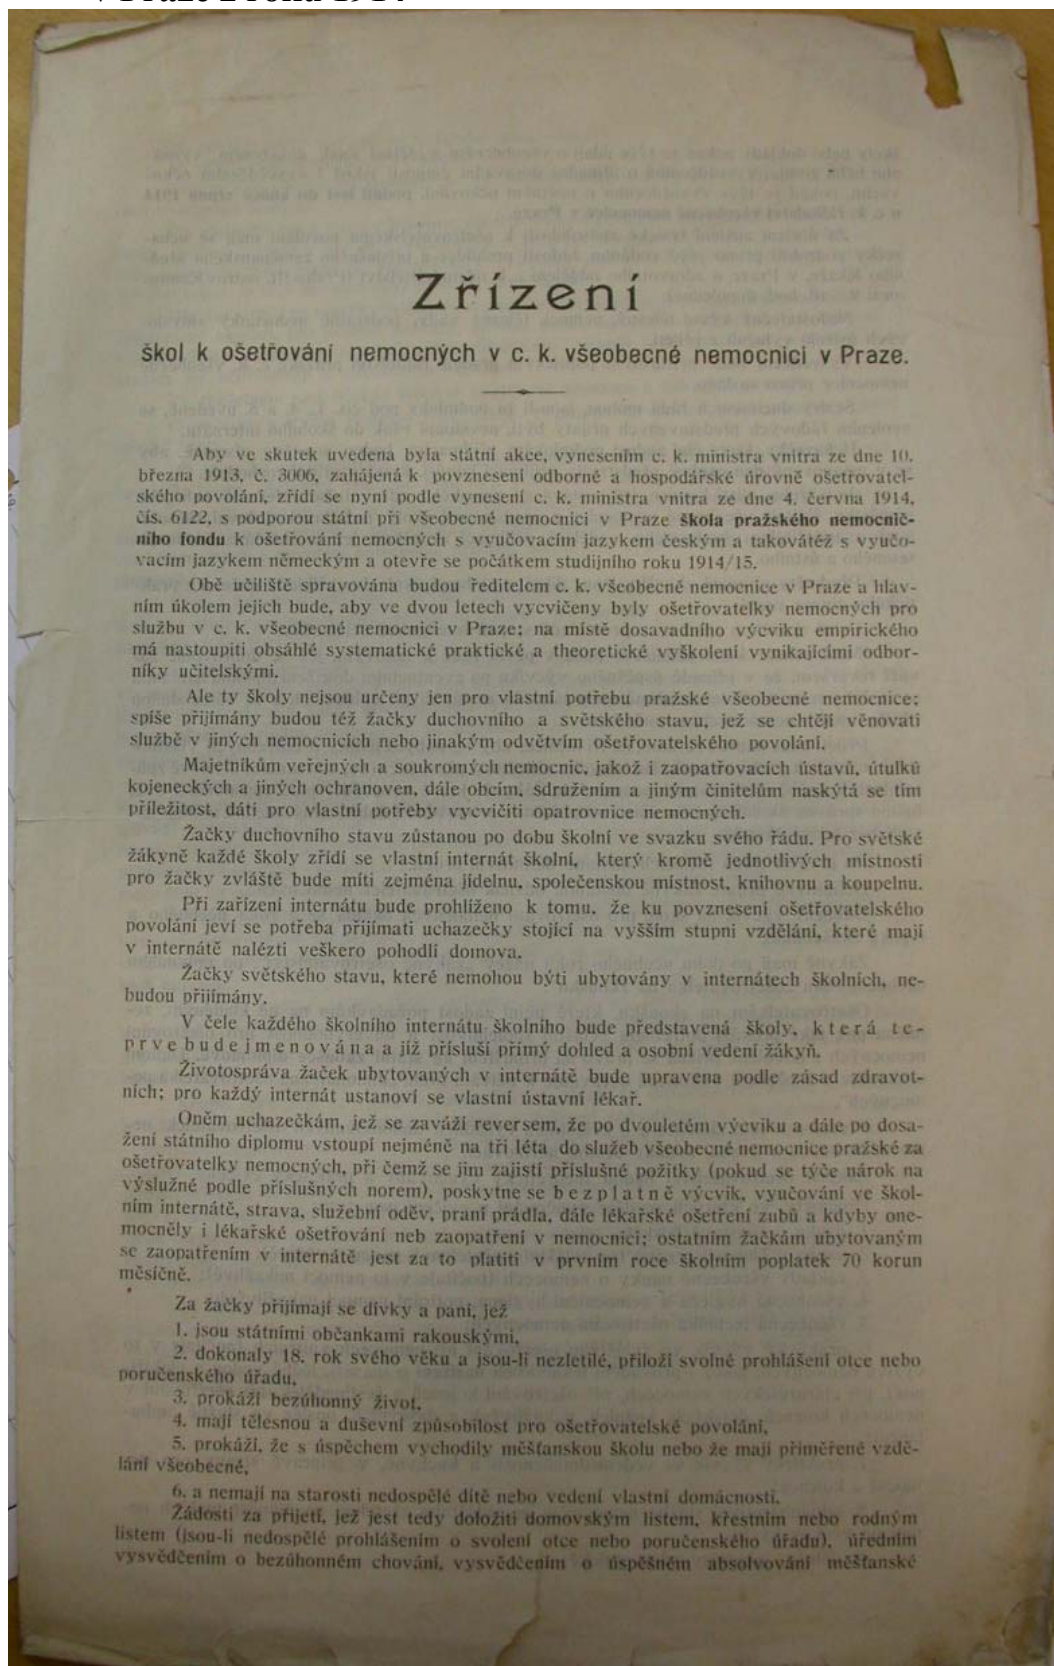 v Praze z roku 1914
Zřízení
škol k ošetřování nemocných v c. k. všeobecné nemocnici v Praze.
Aby ve skutek uvedena byla státní akce, vynesením c. k. ministra vnitra ze dne 10.
března 1913, č. 3006, zahájená k povznesení odborné a hospodářské úrovně ošetřovatel-
ského povolání, zřídí se nyní podle vynesení c. k. ministra vnitra ze dne 4. června 1914,
čís. 6122, s podporou státní při všeobecné nemocnici v Praze škola pražského nemocnič-
ního fondu k ošetřování nemocných s vyučovacím jazykem českým a takovátéž s vyučo-
vacím jazykem německým a otevře se počátkem studijního roku 1914/15.
Obě učiliště spravována budou ředitelem c. k. všeobecné nemocnice v Praze a hlav-
ním úkolem jejich bude, aby ve dvou letech vycvičeny byly ošetřovatelky nemocných pro
službu v c. k. všeobecné nemocnici v Praze; na místě dosavadního výcviku empirického
má nastoupiti obsáhlé systematické praktické a theoretické vyškolení vynikajícími odbor-
níky učitelskými.
Ale ty školy nejsou určeny jen pro vlastní potřebu pražské všeobecné nemocnice;
spíše přijímány budou též žačky duchovního a světského stavu, jež se chtějí věnovati
službě v jiných nemocnicích nebo jinakým odvětvím ošetřovatelského povolání.
Majetníkům veřejných a soukromých nemocnic, jakož i zaopatřovacích ústavů, útulků
kojeneckých a jiných ochranoven, dále obcím, sdružením a jiným činitelům naskýtá se tím
příležitost, dáti pro vlastní potřeby vycvičiti opatrovnice nemocných.
Žačky duchovního stavu zůstanou po dobu školní ve svazku svého řádu. Pro světské
žákyně každé školy zřídí se vlastní internát školní, který kromě jednotlivých místností
pro žačky zvláště bude míti zejména jídelnu, společenskou místnost, knihovnu a koupelnu.
Při zařízení internátu bude prohlíženo k tomu, že ku povznesení ošetřovatelského
povolání jeví se potřeba přijímati uchazečky stojící na vyšším stupni vzdělání, které mají
v internátě nalézti veškero pohodlí domova.
Žačky světského stavu, které nemohou býti ubytovány v internátech školních, ne-
budou přijímány.
V čele každého školního internátu školního bude představená školy, která te-
prve bude jmenována a jíž přísluší přímý dohled a osobní vedení žákyň.
Životospráva žaček ubytovaných v internátě bude upravena podle zásad zdravot-
ních; pro každý internát ustanoví se vlastní ústavní lékař.
Oněm uchazečkám, jež se zaváží reversem, že po dvouletém výcviku a dále po dosa-
žení státního diplomu vstoupí nejméně na tři léta do služeb všeobecné nemocnice pražské za
ošetřovatelky nemocných, při čemž se jim zajistí příslušné požitky (pokud se týče nárok na
výslužné podle příslušných norem), poskytne se bezplatně výcvik, vyučování ve škol-
ním internátě, strava, služební oděv, praní prádla, dále lékařské ošetření zubů a kdyby one-
mocněly i lékařské ošetřování neb zaopatření v nemocnici; ostatním žačkám ubytovaným
se zaopatřením v internátě jest za to platiti v prvním roce školním poplatek 70 korun
měsíčně.
Za žačky přijímají se dívky a paní, jež
1. jsou státními občankami rakouskými,
2. dokonaly 18. rok svého věku a jsou-li nezletilé, přiloží svolné prohlášení otce nebo
poručenského úřadu,
3. prokáží bezúhonný život,
4. mají tělesnou a duševní způsobilost pro ošetřovatelské povolání,
5. prokáží, že s úspěchem vychodily měšťanskou školu nebo že mají přiměřené vzdě-
lání všeobecné,
6. a nemají na starosti nedospělé dítě nebo vedení vlastní domácnosti.
Žádosti za přijetí, jež jest tedy doložiti domovským listem, křestním nebo rodným
listem (jsou-li nedospělé prohlášením o svolení otce nebo poručenského úřadu), úředním
vysvědčením o bezúhonném chování, vysvědčením o úspěšném absolvování měšťanské